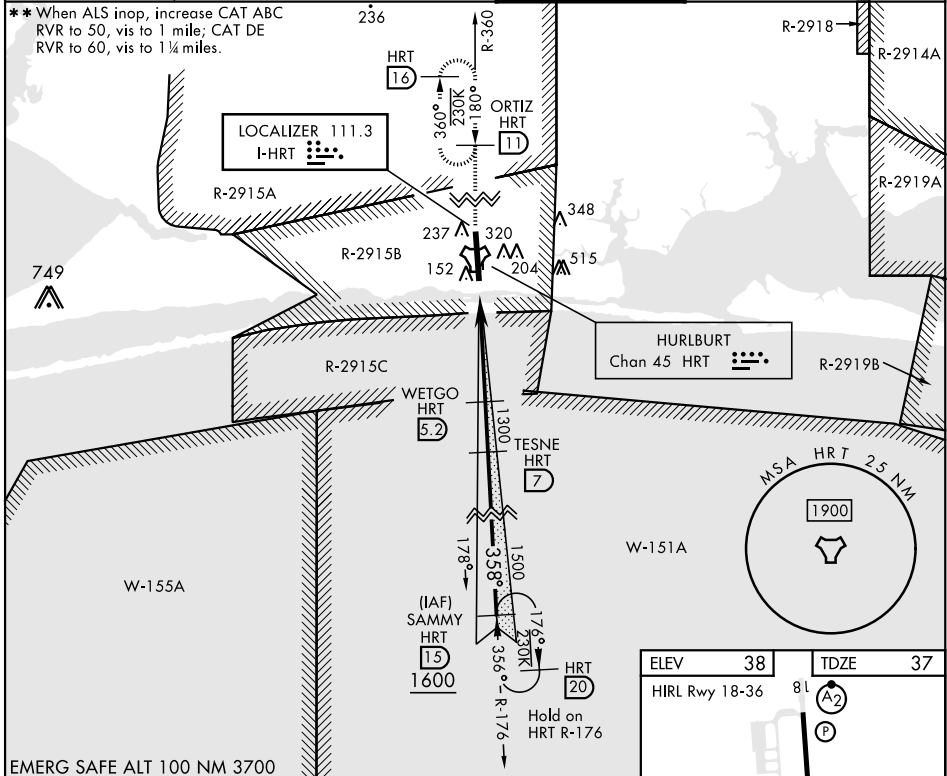 ** When ALS inop, increase CAT ABC
RVR to 50, vis to 1 mile; CAT DE
RVR to 60, vis to 1¼ miles.
236
R-360
R-2918
R-2914A
HRT
16
360°
230K
180°
ORTIZ
HRT
11
LOCALIZER 111.3
I-HRT
R-2915A
R-2919A
348
237
320
R-2915B
152
204
515
749
HURLBURT
Chan 45 HRT
R-2915C
R-2919B
WETGO
HRT
5.2
1300
TESNE
HRT
7
MSA HRT 25 NM
1900
178°
358°
1500
W-151A
W-155A
(IAF)
SAMMY
HRT
15
1600
176°
230K
356°
R-176
HRT
20
Hold on
HRT R-176
ELEV 38
TDZE 37
HIRL Rwy 18-36
18
A2
P
EMERG SAFE ALT 100 NM 3700